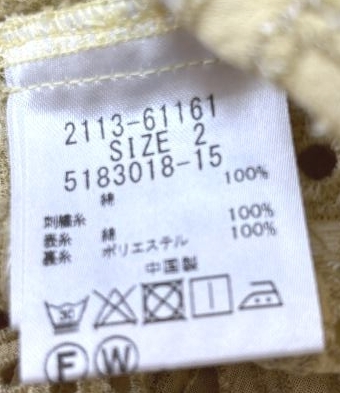 2113-61161
SIZE 2
5183018-15
綿 100%
刺繍糸
表糸 綿 100%
裏糸 ポリエステル 100%
中国製
F W